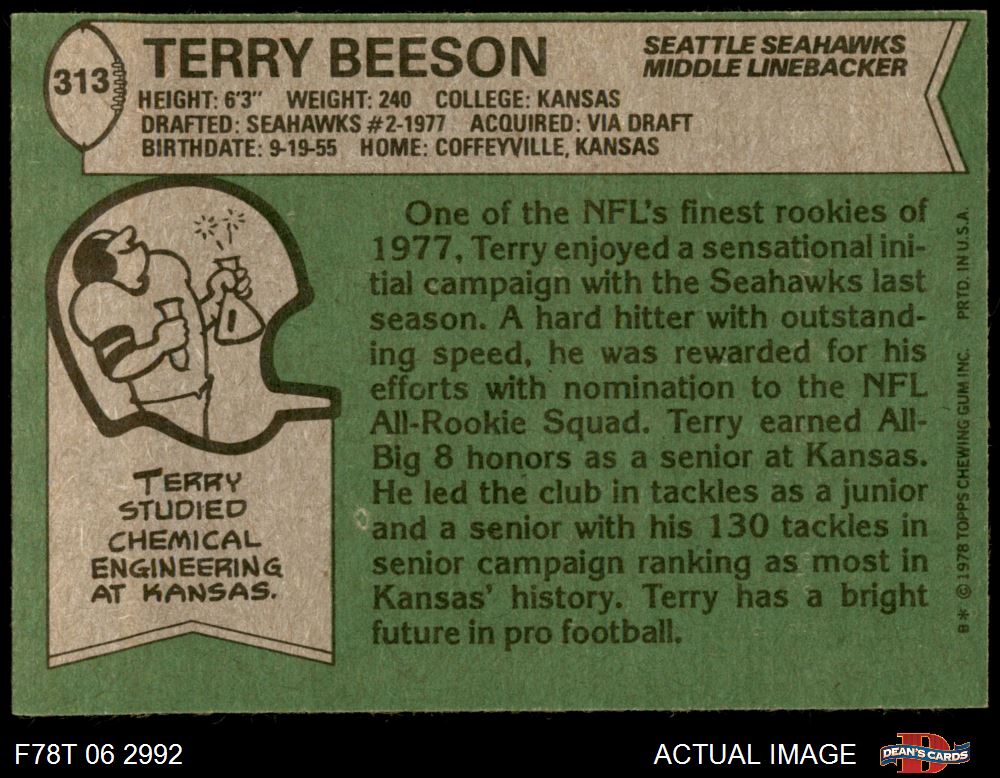 313
TERRY BEESON
SEATTLE SEAHAWKS
MIDDLE LINEBACKER
HEIGHT: 6'3" WEIGHT: 240 COLLEGE: KANSAS
DRAFTED: SEAHAWKS #2-1977 ACQUIRED: VIA DRAFT
BIRTHDATE: 9-19-55 HOME: COFFEYVILLE, KANSAS
TERRY
STUDIED
CHEMICAL
ENGINEERING
AT KANSAS.
One of the NFL's finest rookies of
1977, Terry enjoyed a sensational ini-
tial campaign with the Seahawks last
season. A hard hitter with outstand-
ing speed, he was rewarded for his
efforts with nomination to the NFL
All-Rookie Squad. Terry earned All-
Big 8 honors as a senior at Kansas.
He led the club in tackles as a junior
and a senior with his 130 tackles in
senior campaign ranking as most in
Kansas' history. Terry has a bright
future in pro football.
B* ©1978 TOPPS CHEWING GUM INC. PRTD. IN U.S.A.
F78T 06 2992
ACTUAL IMAGE
D
DEAN'S CARDS